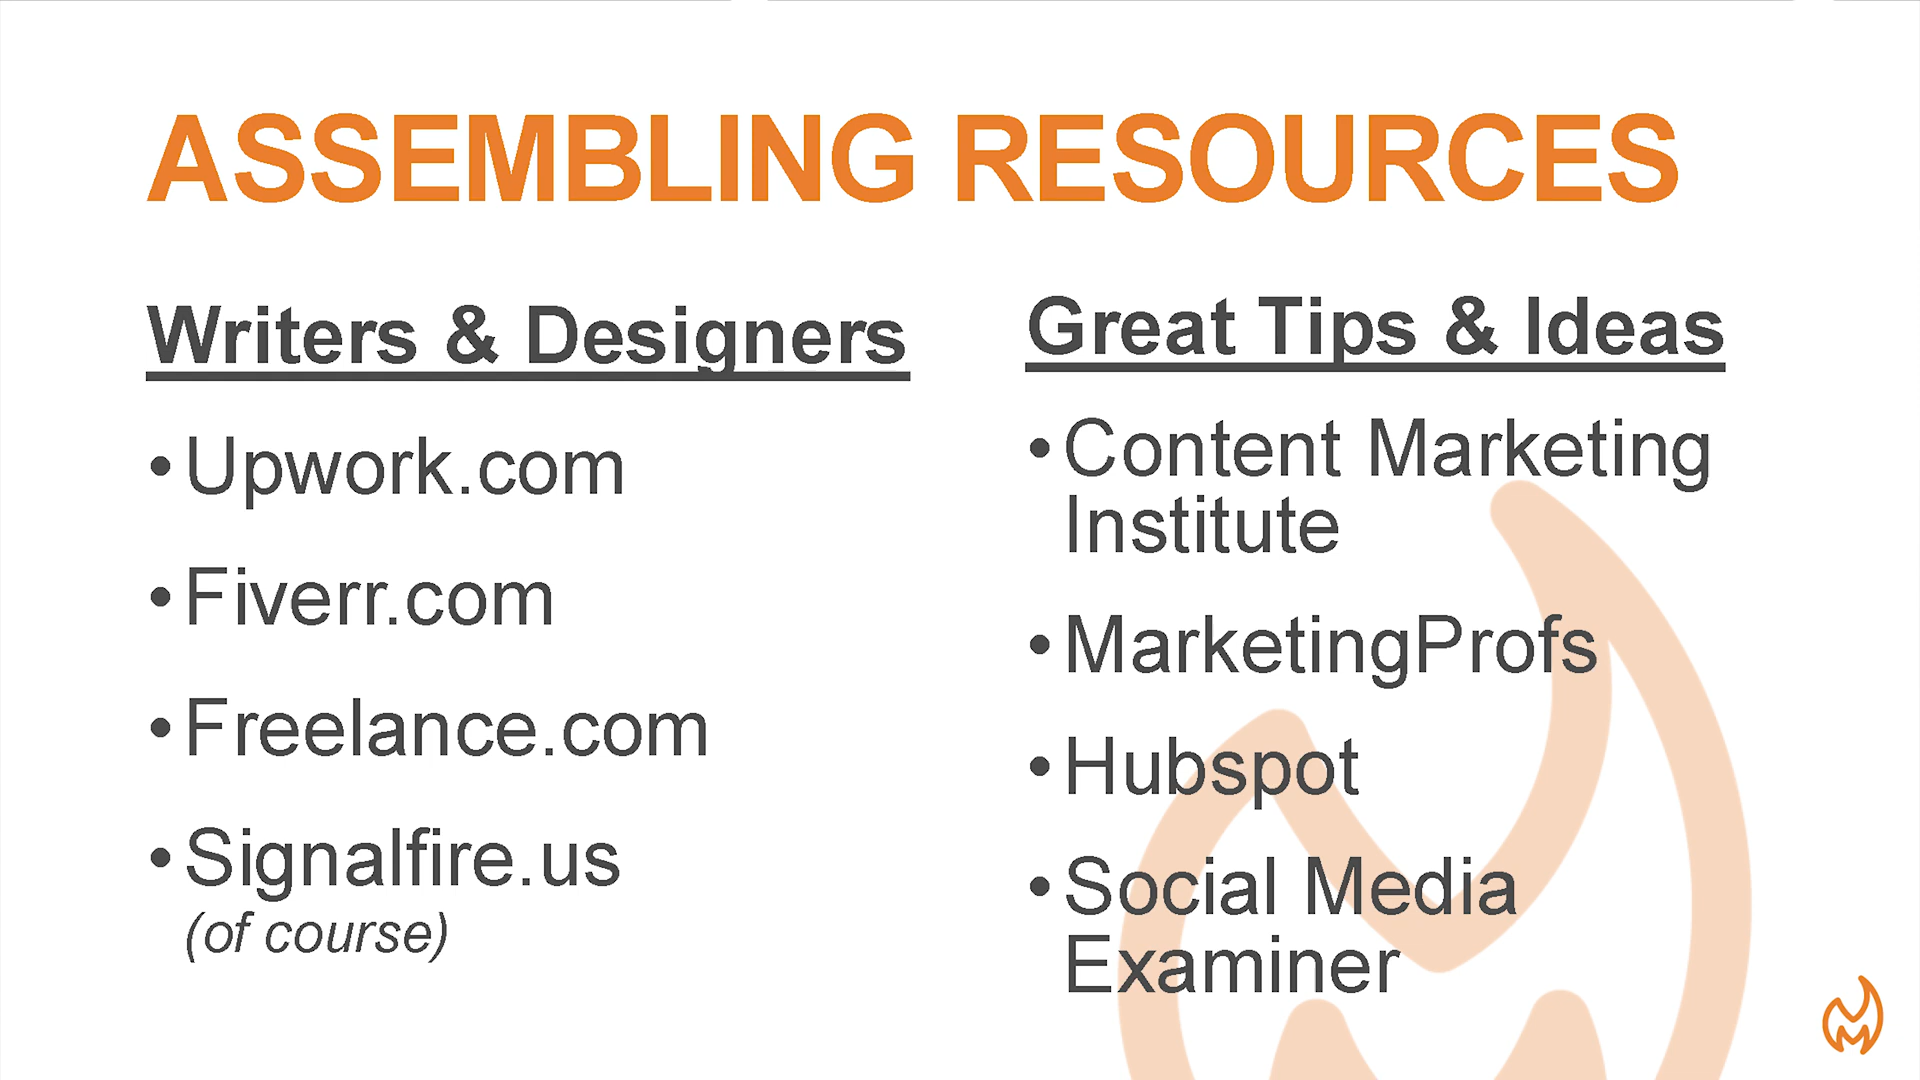 ASSEMBLING RESOURCES
Writers & Designers
• Upwork.com
• Fiverr.com
• Freelance.com
• Signalfire.us
(of course)
Great Tips & Ideas
• Content Marketing
Institute
• MarketingProfs
• Hubspot
• Social Media
Examiner